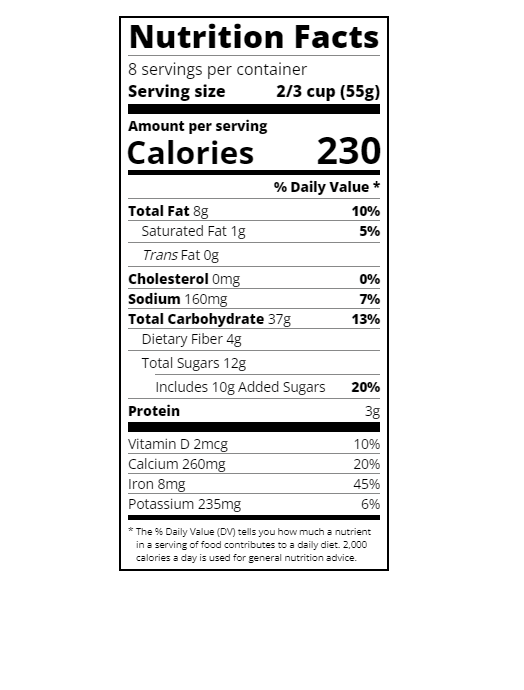 Nutrition Facts
8 servings per container
Serving size 2/3 cup (55g)
Amount per serving
Calories 230
% Daily Value *
Total Fat 8g 10%
Saturated Fat 1g 5%
Trans Fat 0g
Cholesterol 0mg 0%
Sodium 160mg 7%
Total Carbohydrate 37g 13%
Dietary Fiber 4g
Total Sugars 12g
Includes 10g Added Sugars 20%
Protein 3g
Vitamin D 2mcg 10%
Calcium 260mg 20%
Iron 8mg 45%
Potassium 235mg 6%
* The % Daily Value (DV) tells you how much a nutrient
in a serving of food contributes to a daily diet. 2,000
calories a day is used for general nutrition advice.